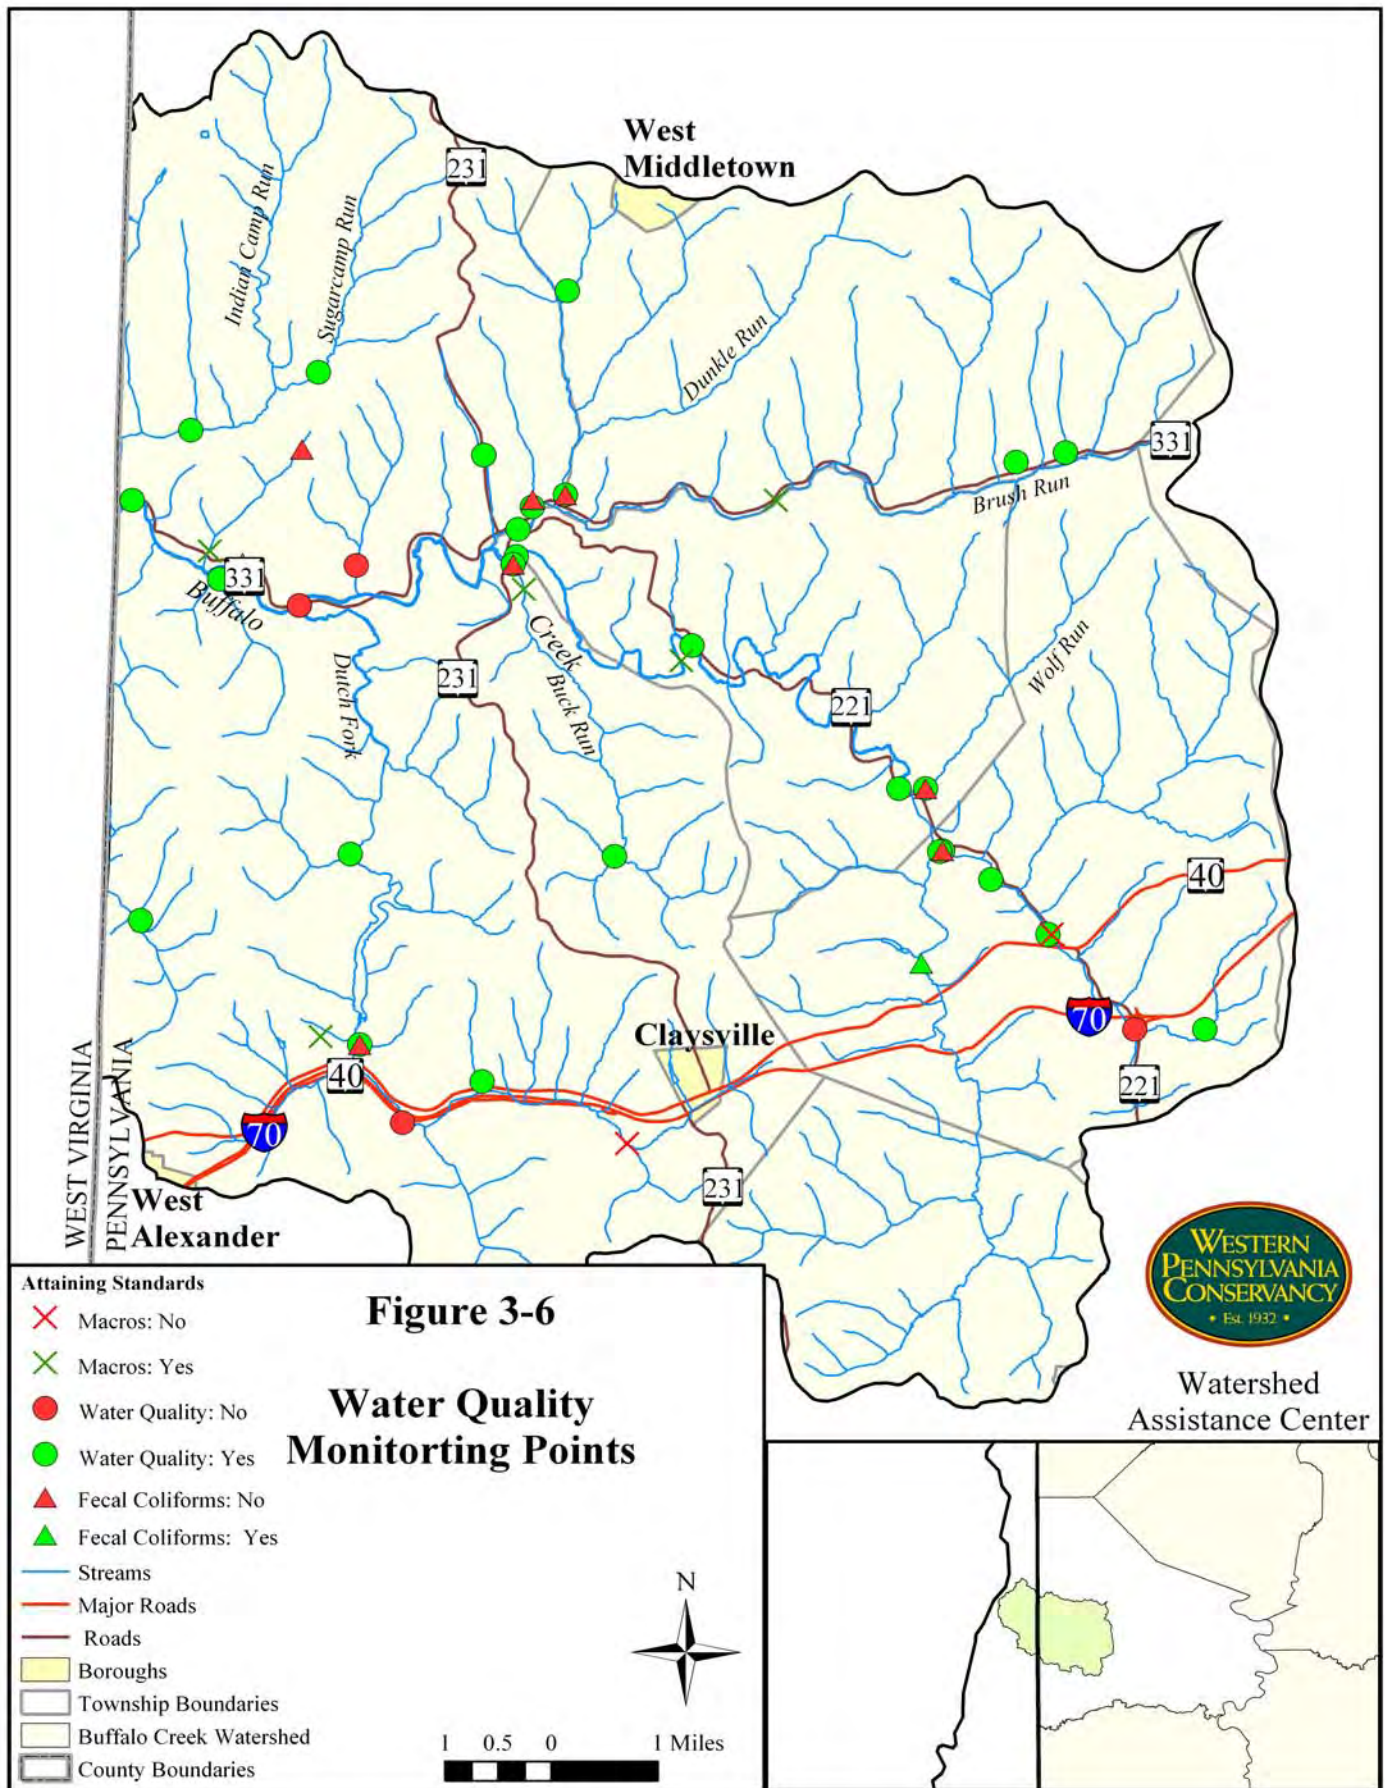 West
Middletown
231
Indian Camp Run
Sugarcamp Run
Dunkle Run
331
Brush Run
331
Buffalo
Creek
Dutch Fork
231
Buck Run
221
Wolf Run
40
70
Claysville
221
40
70
231
WEST VIRGINIA
PENNSYLVANIA
West
Alexander
WESTERN
PENNSYLVANIA
CONSERVANCY
• Est. 1932 •
Watershed
Assistance Center
Figure 3-6
Water Quality
Monitorting Points
Attaining Standards
Macros: No
Macros: Yes
Water Quality: No
Water Quality: Yes
Fecal Coliforms: No
Fecal Coliforms: Yes
Streams
Major Roads
Roads
Boroughs
Township Boundaries
Buffalo Creek Watershed
County Boundaries
N
1 0.5 0 1 Miles